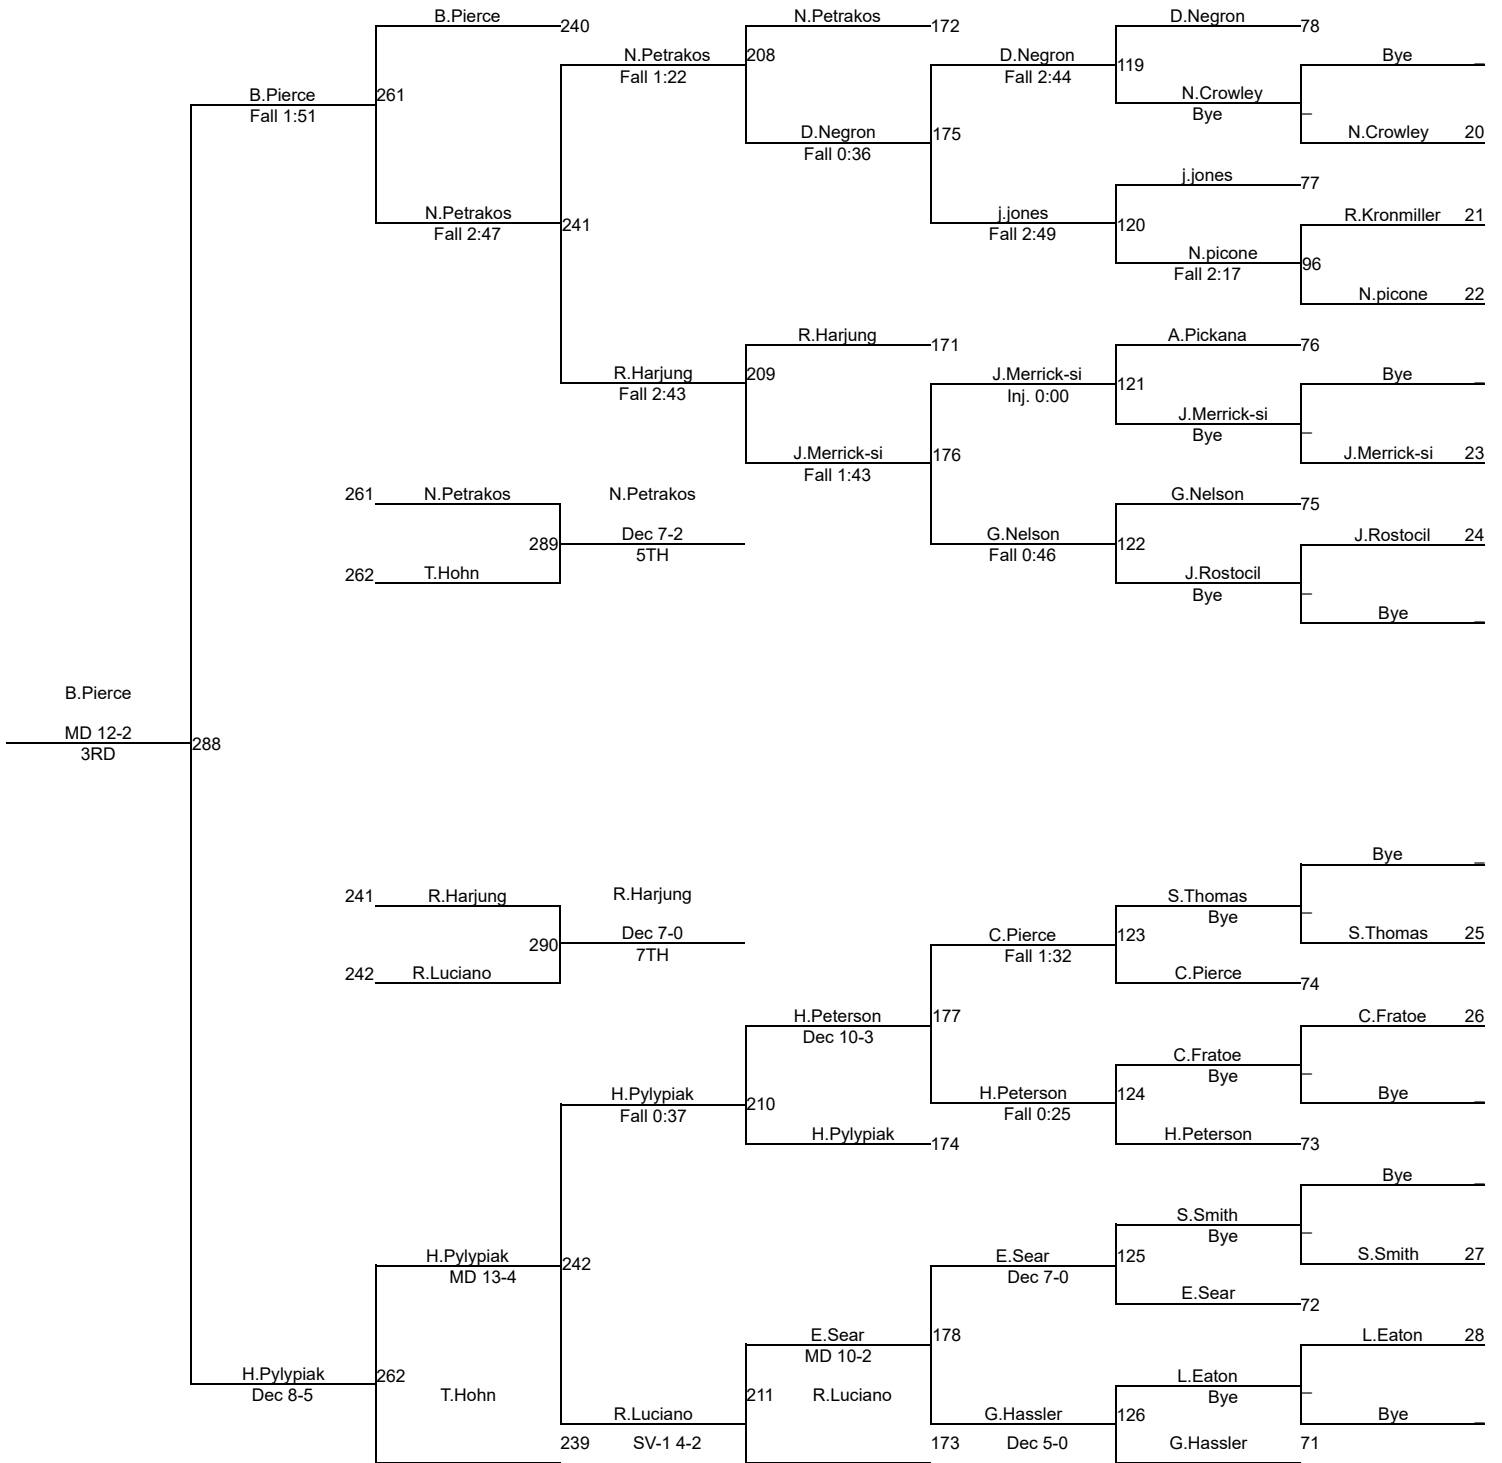 B.Pierce 240 N.Petrakos 172 D.Negron 78
N.Petrakos 208 D.Negron 119 Bye _
Fall 1:22 Fall 2:44
B.Pierce 261 N.Crowley
Fall 1:51 Bye _
D.Negron 175 N.Crowley 20
Fall 0:36
j.jones 77
N.Petrakos 241 j.jones 120 R.Kronmiller 21
Fall 2:47 Fall 2:49
N.picone 96
Fall 2:17
N.picone 22
R.Harjung 171 A.Pickana 76
R.Harjung 209 J.Merrick-si 121 Bye _
Fall 2:43 Inj. 0:00
J.Merrick-si
Bye _
J.Merrick-si 176 J.Merrick-si 23
Fall 1:43
261 N.Petrakos N.Petrakos G.Nelson 75
289 Dec 7-2 G.Nelson 122 J.Rostocil 24
5TH Fall 0:46
262 T.Hohn J.Rostocil
Bye _
Bye _
B.Pierce
MD 12-2 288
3RD
Bye _
241 R.Harjung R.Harjung S.Thomas
Bye _
290 Dec 7-0 C.Pierce 123 S.Thomas 25
7TH Fall 1:32
242 R.Luciano C.Pierce 74
H.Peterson 177 C.Fratoe 26
Dec 10-3
C.Fratoe
Bye _
H.Pylypiak 210 H.Peterson 124 Bye _
Fall 0:37 Fall 0:25
H.Pylypiak 174 H.Peterson 73
Bye _
S.Smith
Bye _
H.Pylypiak 242 E.Sear 125 S.Smith 27
MD 13-4 Dec 7-0
E.Sear 72
E.Sear 178 L.Eaton 28
MD 10-2
H.Pylypiak 262 L.Eaton
Dec 8-5 T.Hohn 211 R.Luciano Bye _
R.Luciano G.Hassler 126 Bye _
239 SV-1 4-2 173 Dec 5-0 G.Hassler 71